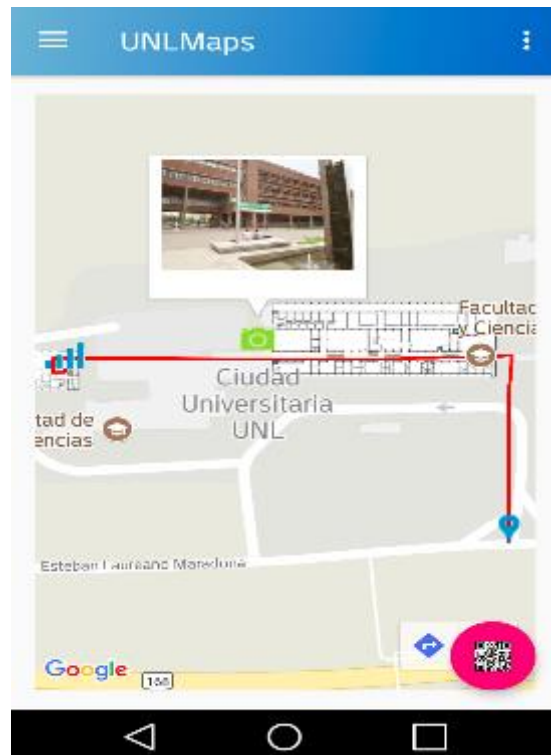 UNLMaps
Facultad
y Ciencia
Ciudad
Universitaria
UNL
tad de
encias
Esteban Laureano Maradona
Google
168